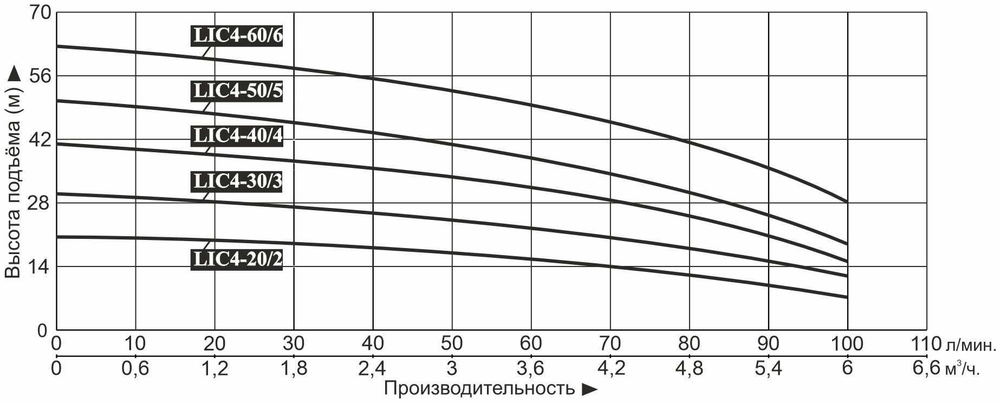 70
56
42
28
14
0
Высота подъёма (м) ►
LIC4-60/6
LIC4-50/5
LIC4-40/4
LIC4-30/3
LIC4-20/2
0 10 20 30 40 50 60 70 80 90 100 110 л/мин.
0 0,6 1,2 1,8 2,4 3 3,6 4,2 4,8 5,4 6 6,6 м³/ч.
Производительность ►